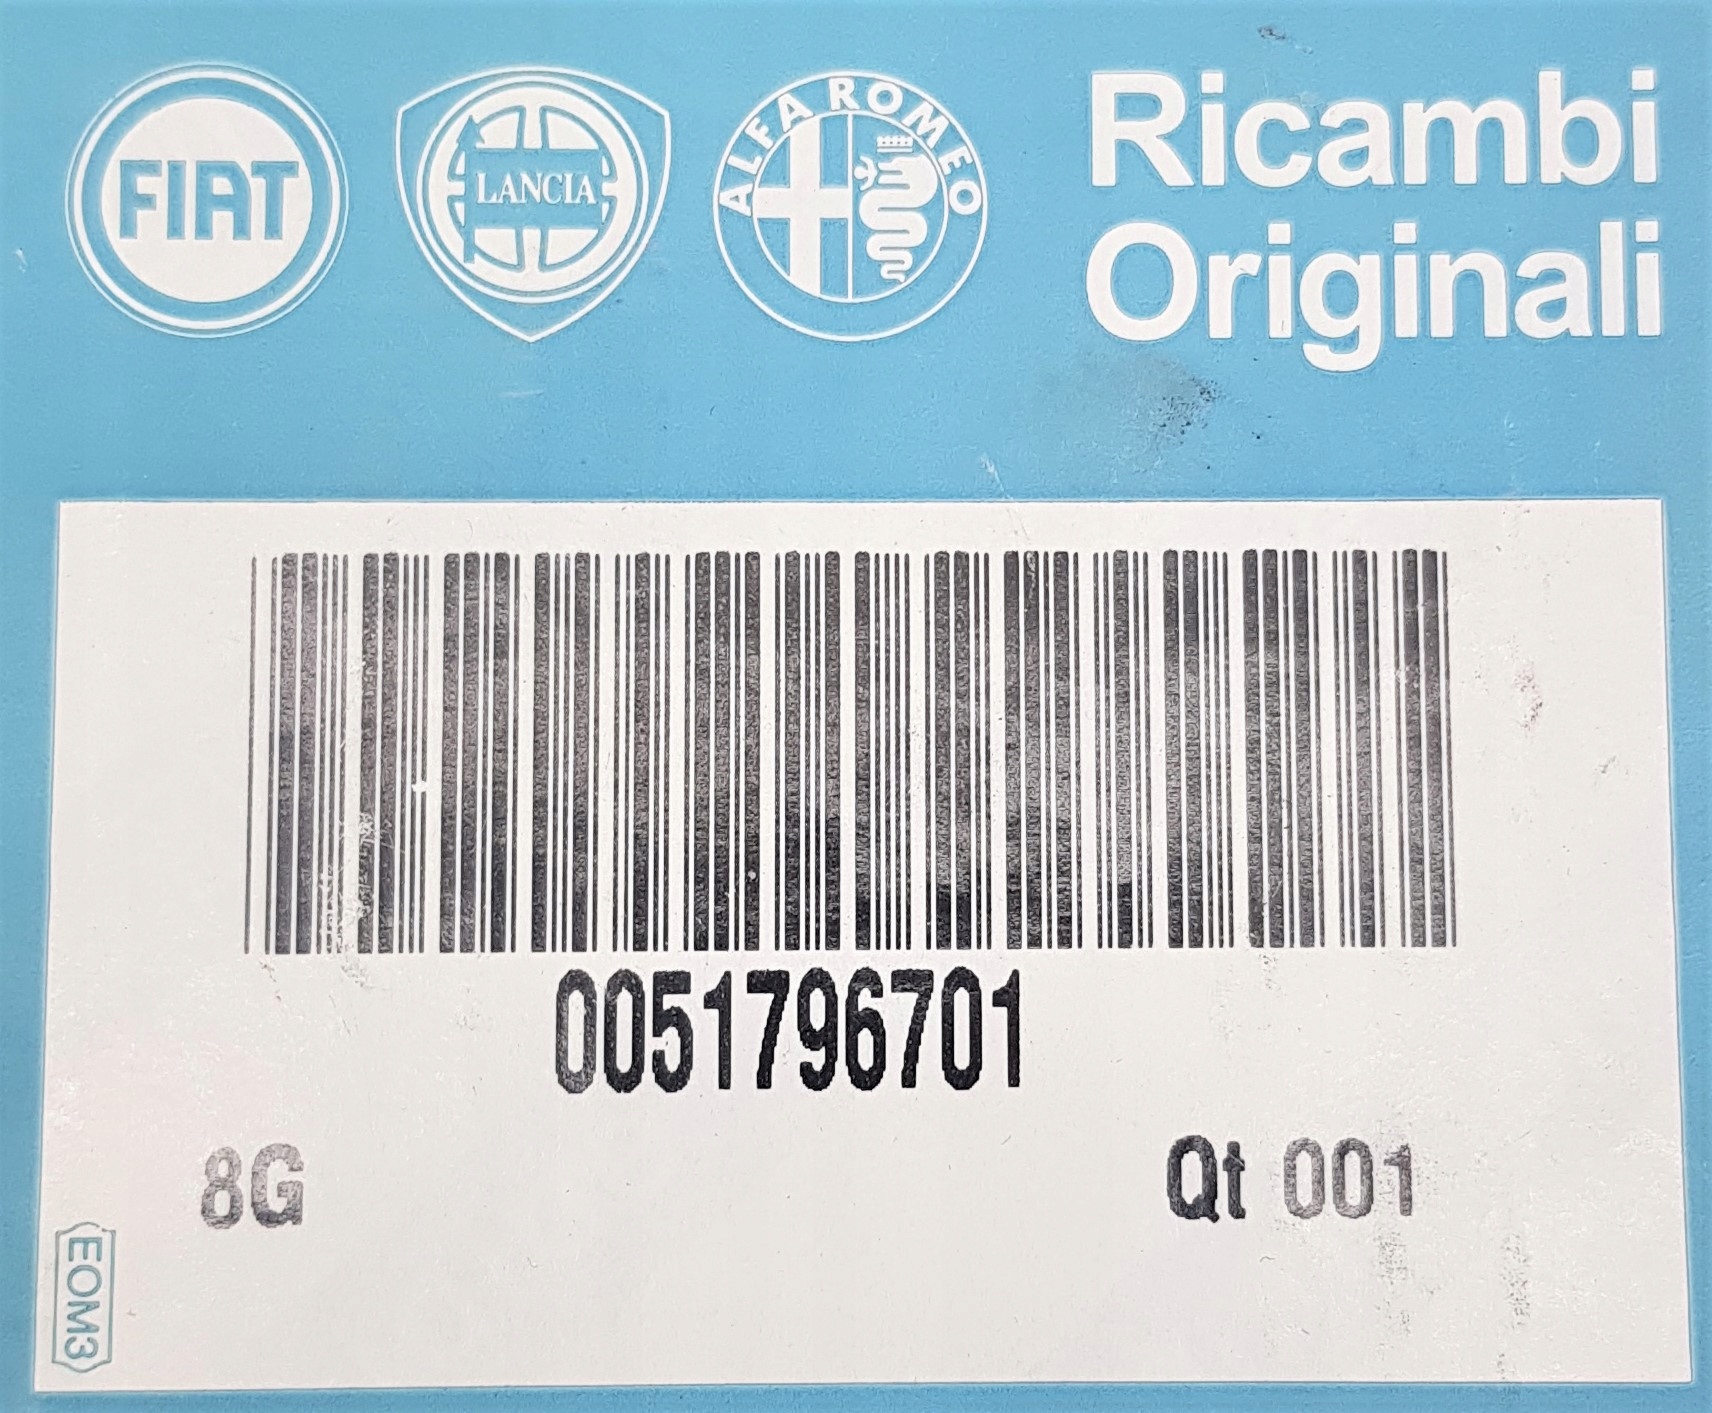 FIAT
LANCIA
ALFA ROMEO
Ricambi
Originali
0051796701
8G
Qt 001
EOM3